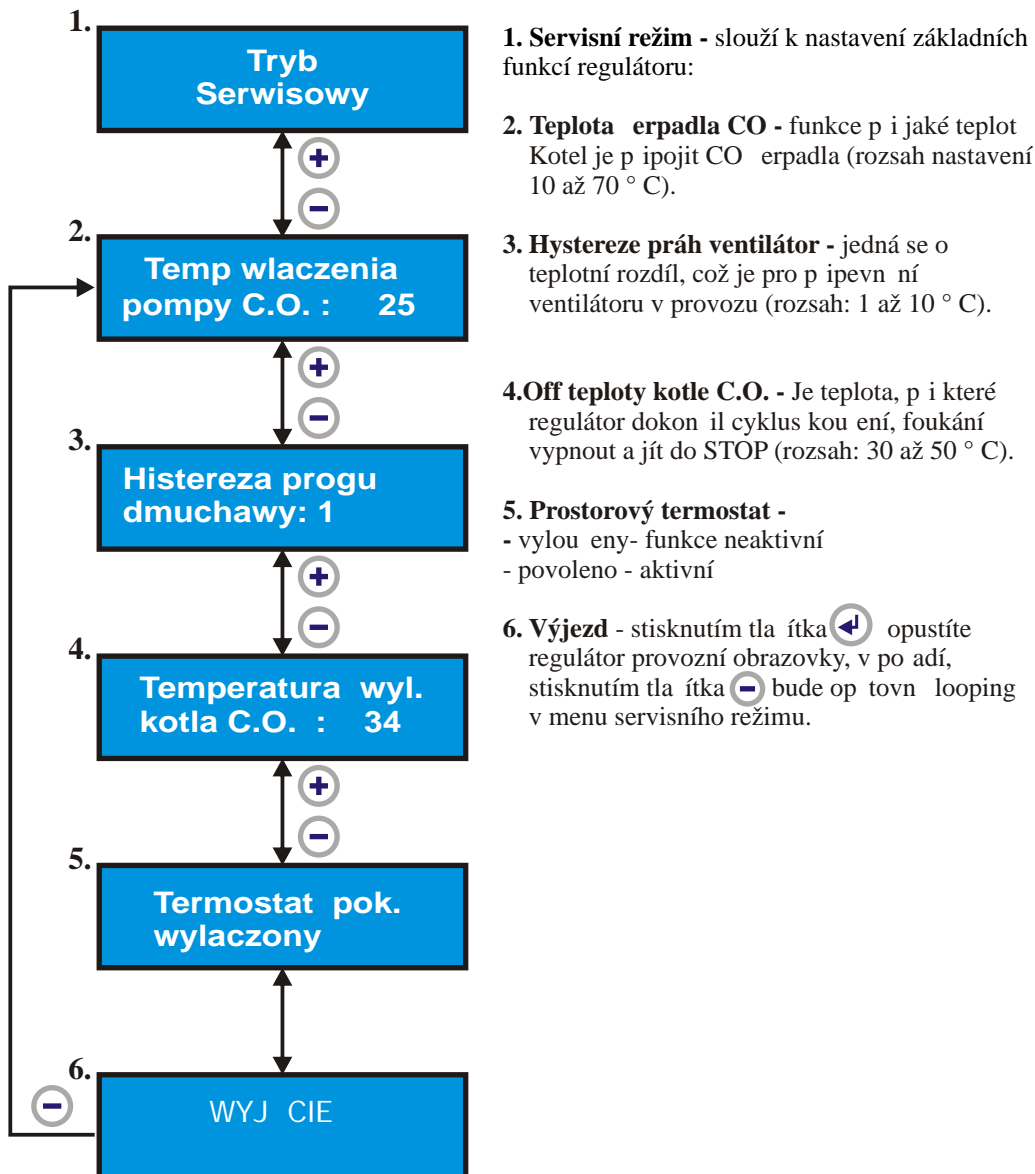 1.
Tryb
Serwisowy
2.
Temp wlaczenia
pompy C.O. : 25
3.
Histereza progu
dmuchawy: 1
4.
Temperatura wyl.
kotla C.O. : 34
5.
Termostat pok.
wylaczony
6.
WYJ CIE
1. Servisní režim - slouží k nastavení základních
funkcí regulátoru:
2. Teplota erpadla CO - funkce p i jaké teplot
Kotel je p ipojit CO erpadla (rozsah nastavení
10 až 70 ° C).
3. Hystereze práh ventilátor - jedná se o
teplotní rozdíl, což je pro p ipevn ní
ventilátoru v provozu (rozsah: 1 až 10 ° C).
4.Off teploty kotle C.O. - Je teplota, p i které
regulátor dokon il cyklus kou ení, foukání
vypnout a jít do STOP (rozsah: 30 až 50 ° C).
5. Prostorový termostat -
- vylou eny- funkce neaktivní
- povoleno - aktivní
6. Výjezd - stisknutím tla ítka opustíte
regulátor provozní obrazovky, v po adí,
stisknutím tla ítka bude op tovn looping
v menu servisního režimu.